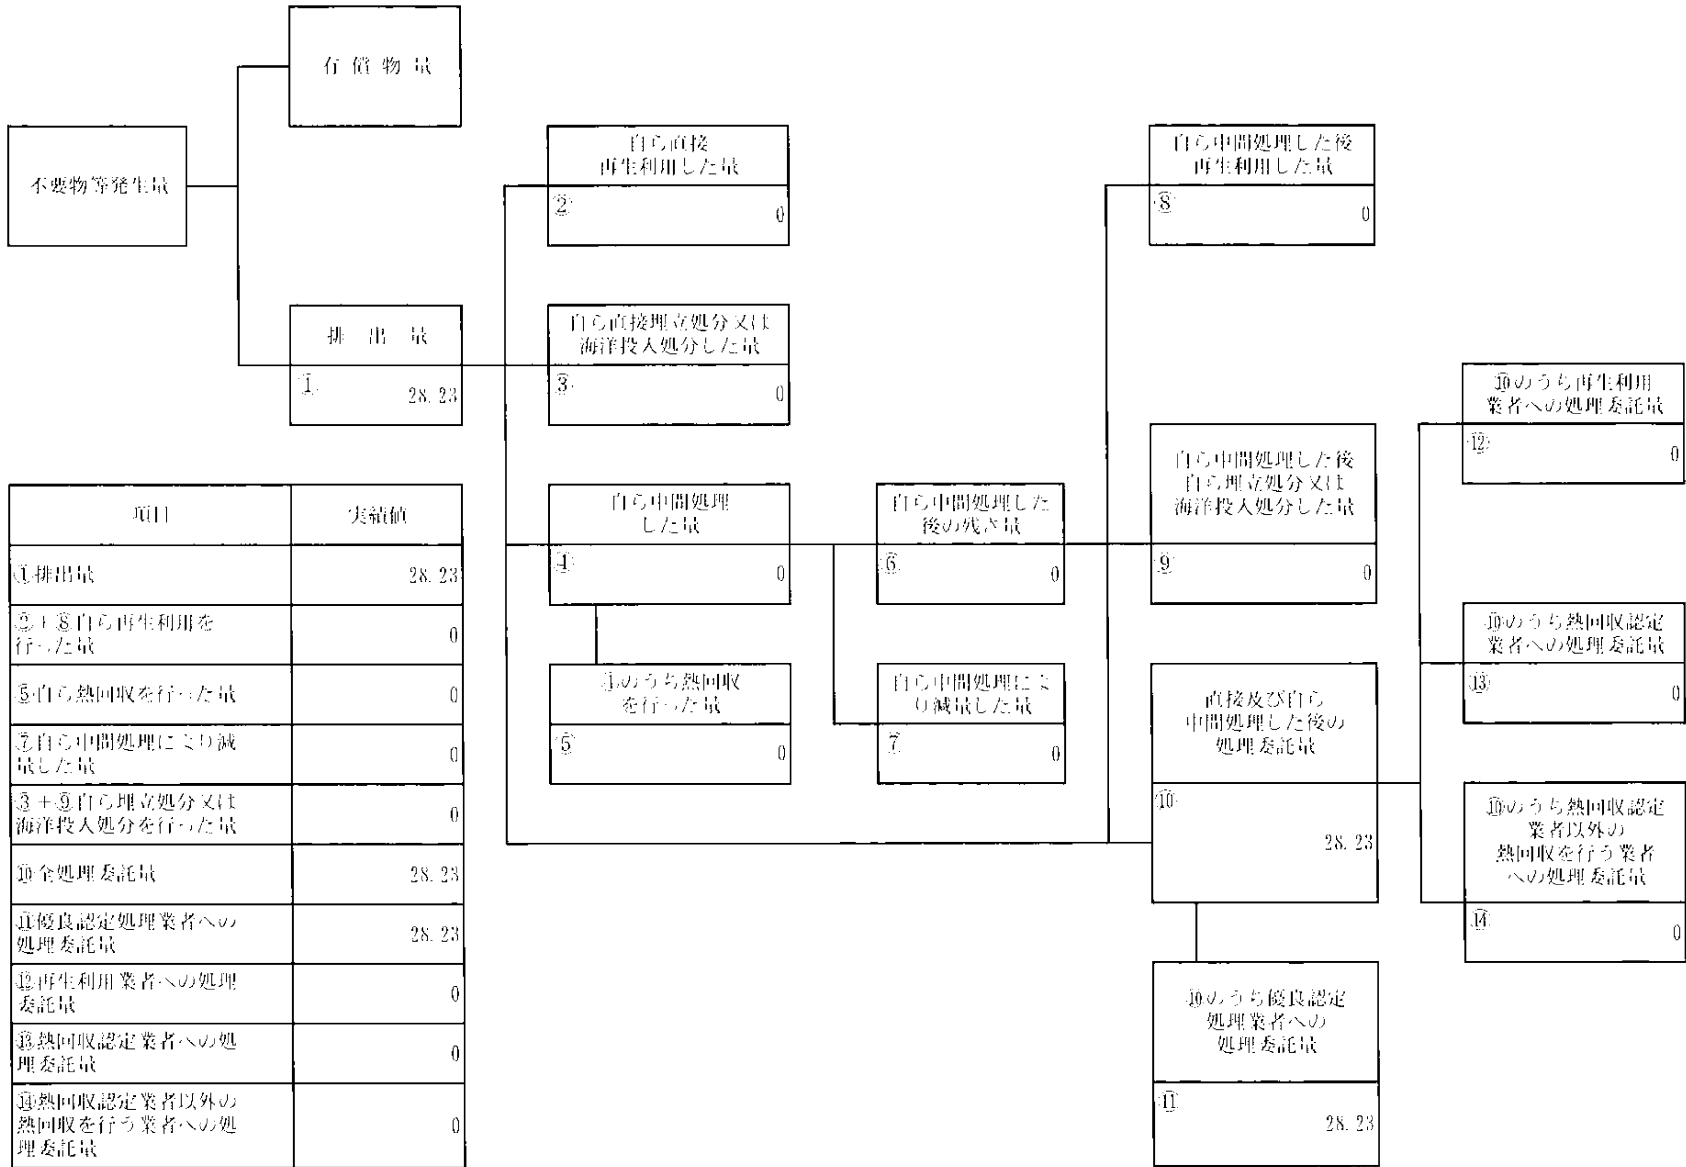 有償物量
不要物等発生量
排出量
① 28.23
自ら直接
再生利用した量
② 0
自ら直接埋立処分又は
海洋投入処分した量
③ 0
自ら中間処理
した量
④ 0
④のうち熱回収
を行った量
⑤ 0
自ら中間処理した
後の残さ量
⑥ 0
自ら中間処理によ
り減量した量
⑦ 0
自ら中間処理した後
再生利用した量
⑧ 0
自ら中間処理した後
自ら埋立処分又は
海洋投入処分した量
⑨ 0
直接及び自ら
中間処理した後の
処理委託量
⑩
28.23
⑩のうち優良認定
処理業者への
処理委託量
⑪
28.23
⑩のうち再生利用
業者への処理委託量
⑫ 0
⑩のうち熱回収認定
業者への処理委託量
⑬ 0
⑩のうち熱回収認定
業者以外の
熱回収を行う業者
への処理委託量
⑭ 0
項目 実績値
①排出量 28.23
②+⑧自ら再生利用を
行った量 0
⑤自ら熱回収を行った量 0
⑦自ら中間処理により減
量した量 0
③+⑨自ら埋立処分又は
海洋投入処分を行った量 0
⑩全処理委託量 28.23
⑪優良認定処理業者への
処理委託量 28.23
⑫再生利用業者への処理
委託量 0
⑬熱回収認定業者への処
理委託量 0
⑭熱回収認定業者以外の
熱回収を行う業者への処
理委託量 0